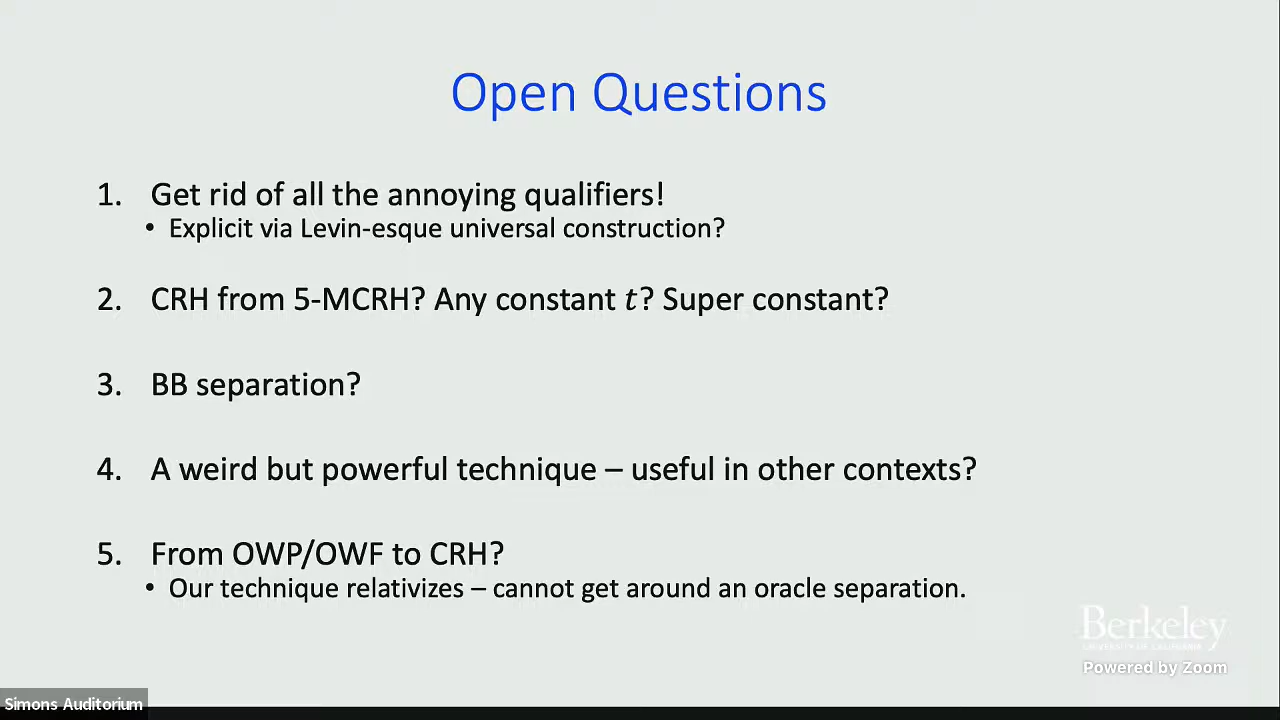 Open Questions
1. Get rid of all the annoying qualifiers!
• Explicit via Levin-esque universal construction?
2. CRH from 5-MCRH? Any constant t? Super constant?
3. BB separation?
4. A weird but powerful technique – useful in other contexts?
5. From OWP/OWF to CRH?
• Our technique relativizes – cannot get around an oracle separation.
Berkeley
UNIVERSITY OF CALIFORNIA
Powered by Zoom
Simons Auditorium